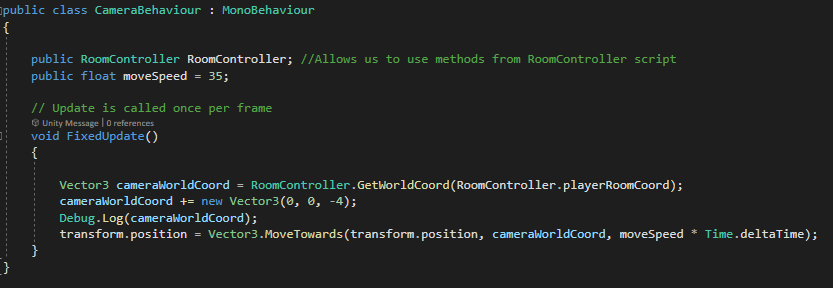 public class CameraBehaviour : MonoBehaviour
{
public RoomController RoomController; //Allows us to use methods from RoomController script
public float moveSpeed = 35;
// Update is called once per frame
Unity Message | 0 references
void FixedUpdate()
{
Vector3 cameraWorldCoord = RoomController.GetWorldCoord(RoomController.playerRoomCoord);
cameraWorldCoord += new Vector3(0, 0, -4);
Debug.Log(cameraWorldCoord);
transform.position = Vector3.MoveTowards(transform.position, cameraWorldCoord, moveSpeed * Time.deltaTime);
}
}